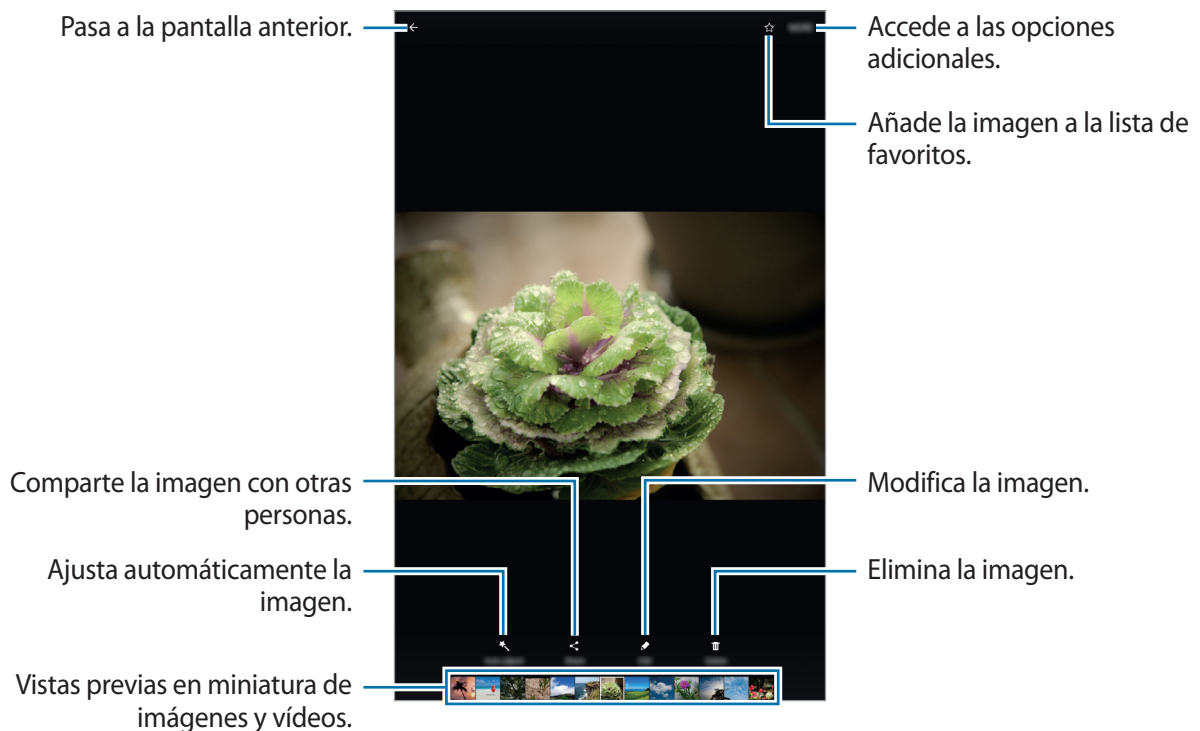 Pasa a la pantalla anterior.
Accede a las opciones
adicionales.
Añade la imagen a la lista de
favoritos.
Comparte la imagen con otras
personas.
Modifica la imagen.
Ajusta automáticamente la
imagen.
Elimina la imagen.
Vistas previas en miniatura de
imágenes y vídeos.